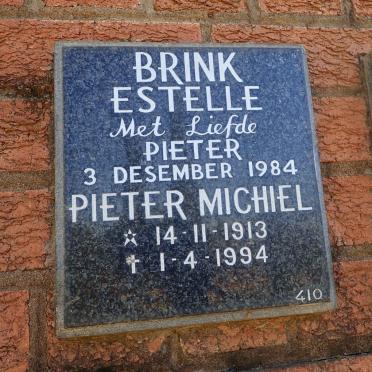 BRINK
ESTELLE
Met Liefde
PIETER
3 DESEMBER 1984
PIETER MICHIEL
☆ 14-11-1913
✝ 1-4-1994
410